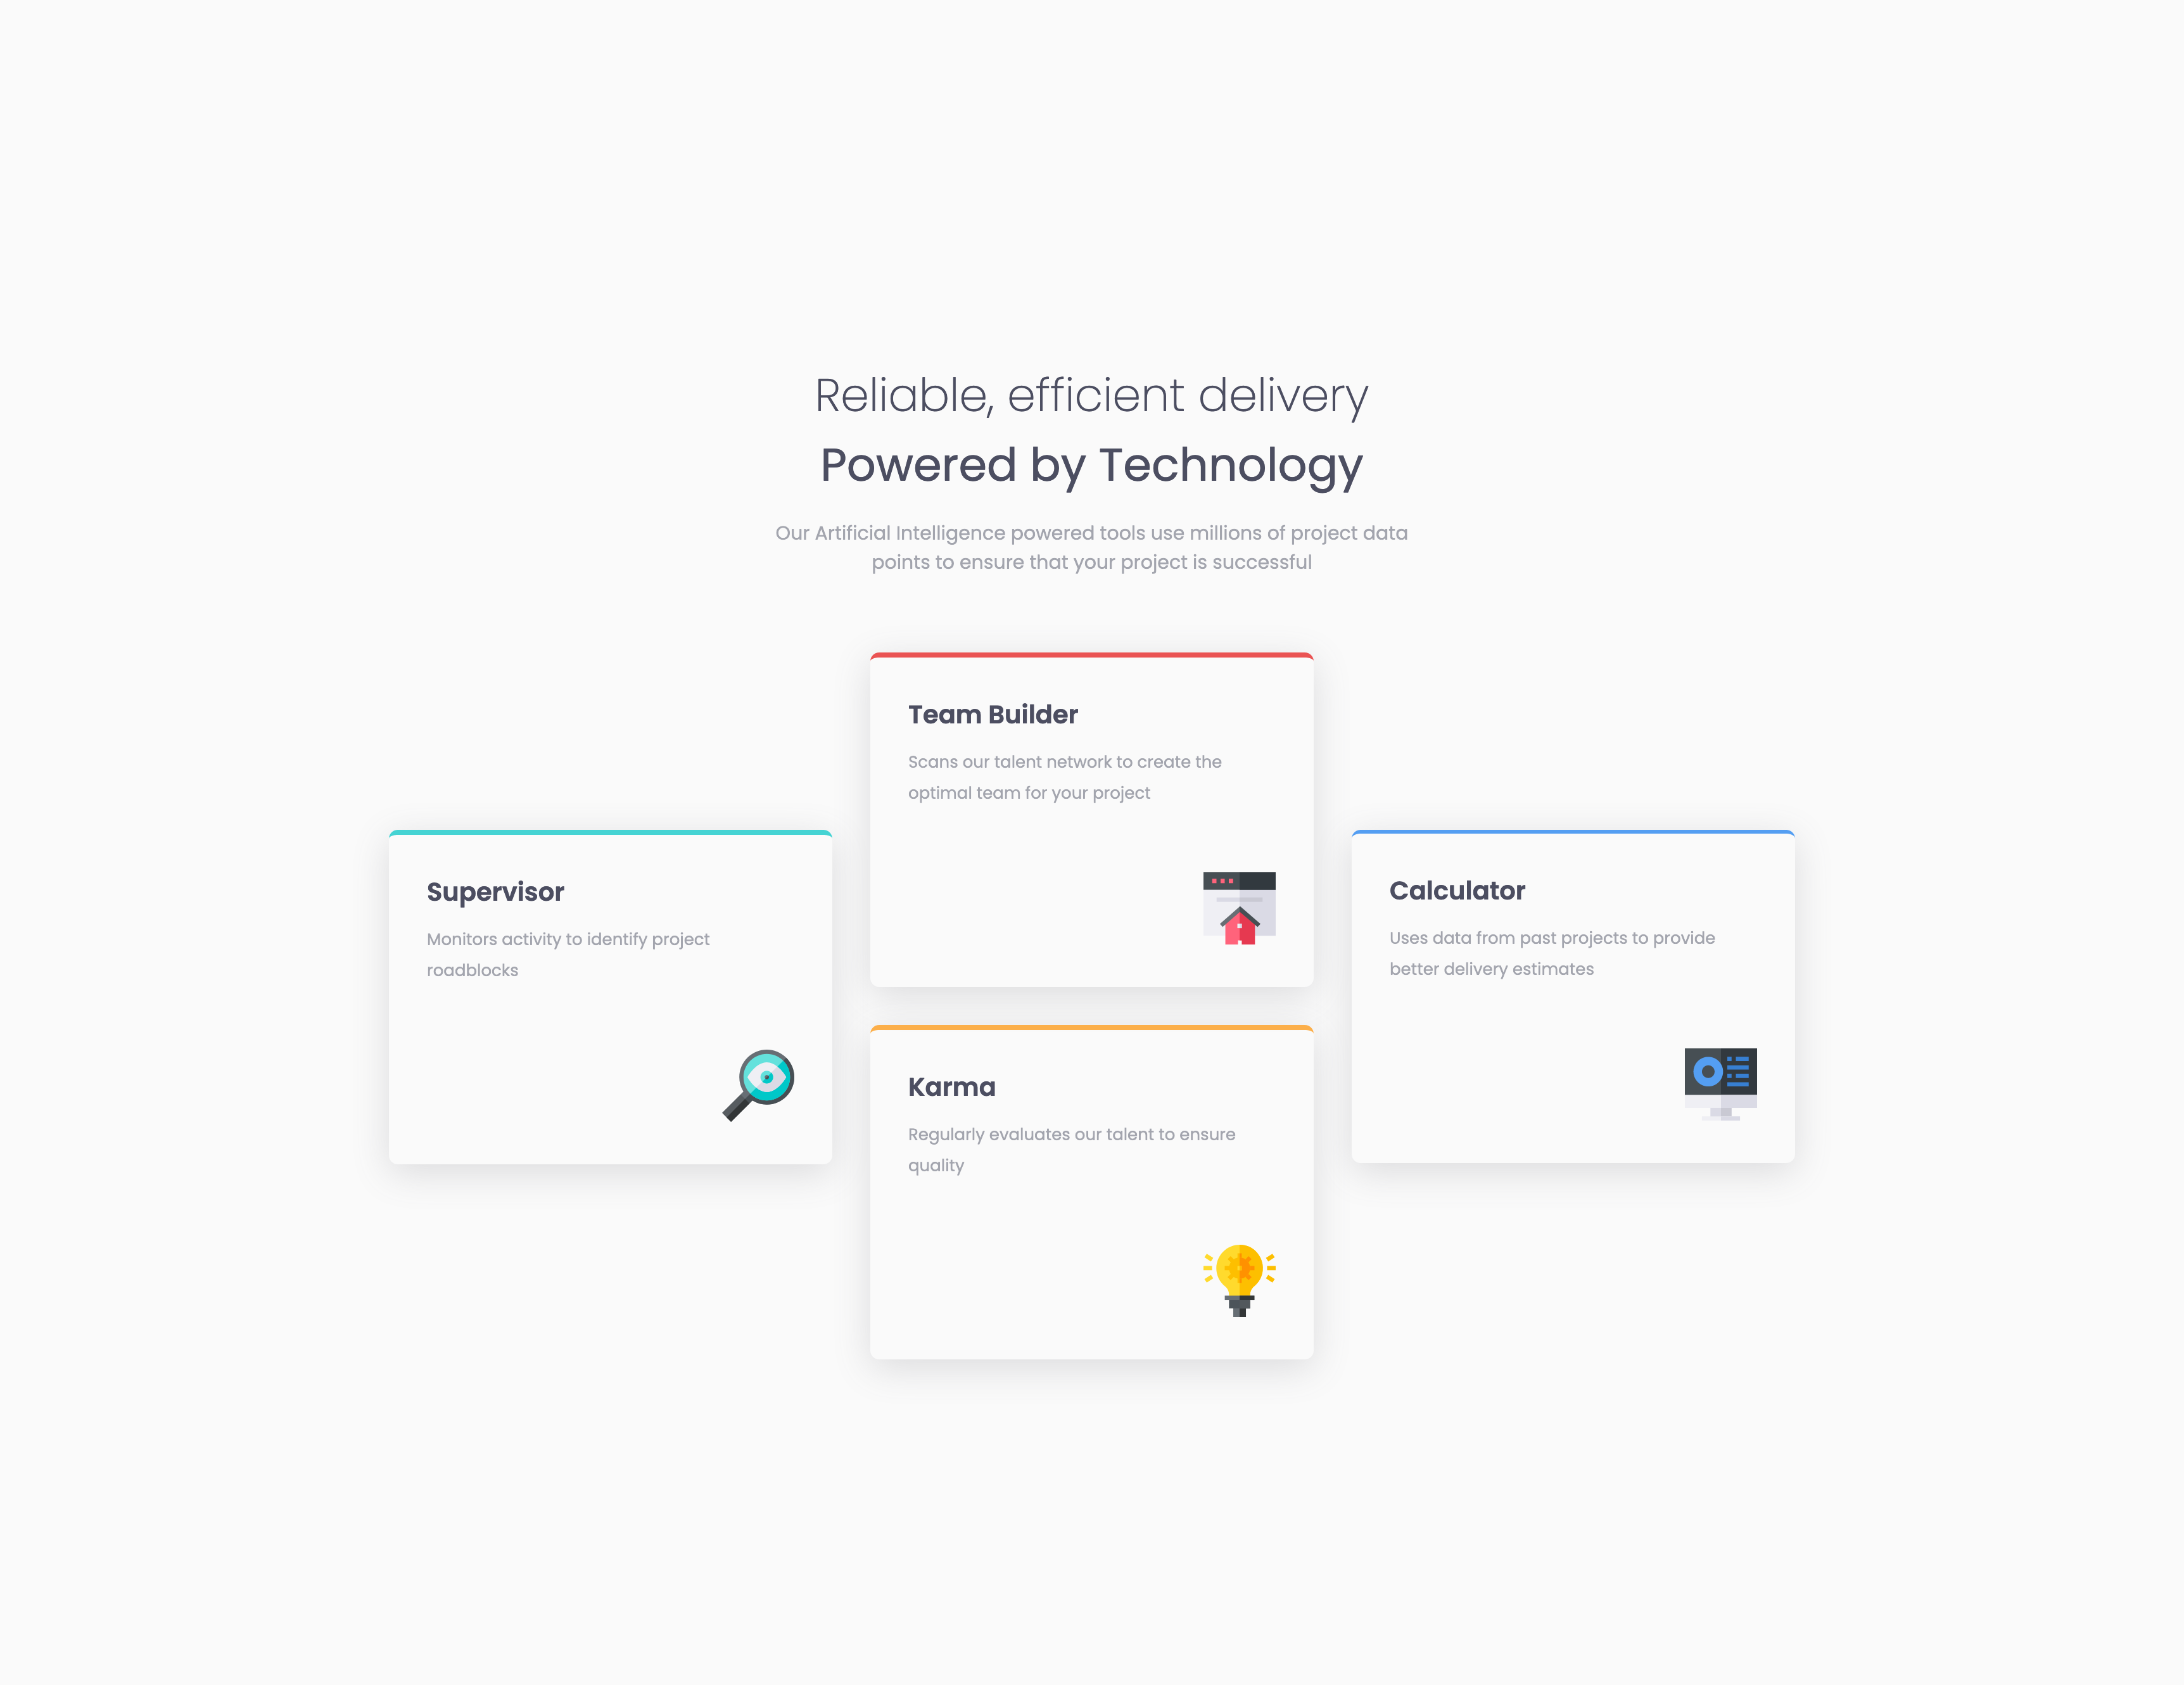 Reliable, efficient delivery
Powered by Technology
Our Artificial Intelligence powered tools use millions of project data
points to ensure that your project is successful
Supervisor
Monitors activity to identify project
roadblocks
Team Builder
Scans our talent network to create the
optimal team for your project
Karma
Regularly evaluates our talent to ensure
quality
Calculator
Uses data from past projects to provide
better delivery estimates